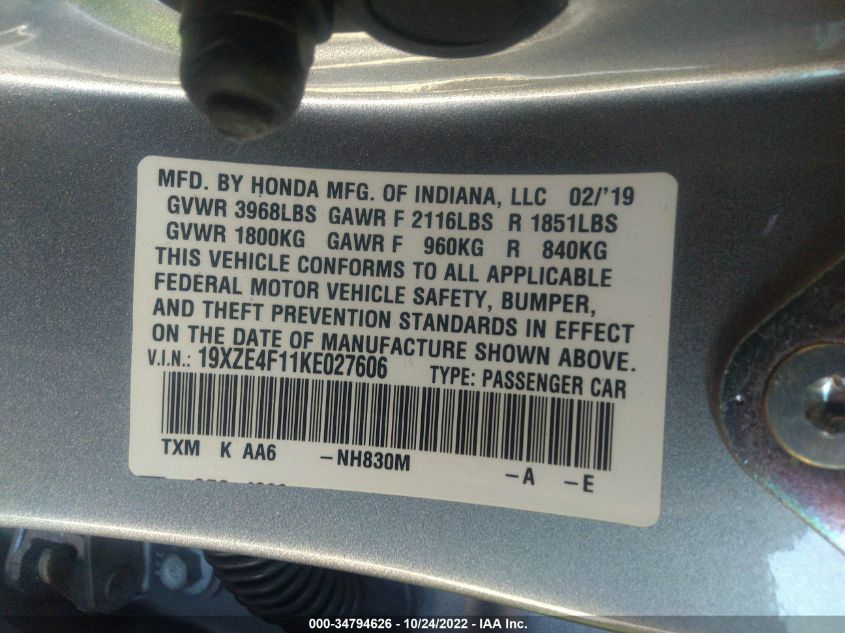 MFD. BY HONDA MFG. OF INDIANA, LLC 02/'19
GVWR 3968LBS GAWR F 2116LBS R 1851LBS
GVWR 1800KG GAWR F 960KG R 840KG
THIS VEHICLE CONFORMS TO ALL APPLICABLE
FEDERAL MOTOR VEHICLE SAFETY, BUMPER,
AND THEFT PREVENTION STANDARDS IN EFFECT
ON THE DATE OF MANUFACTURE SHOWN ABOVE.
V.I.N.: 19XZE4F11KE027606 TYPE: PASSENGER CAR
TXM K AA6 -NH830M -A -E
000-34794626 / 10/24/2022 - IAA Inc.